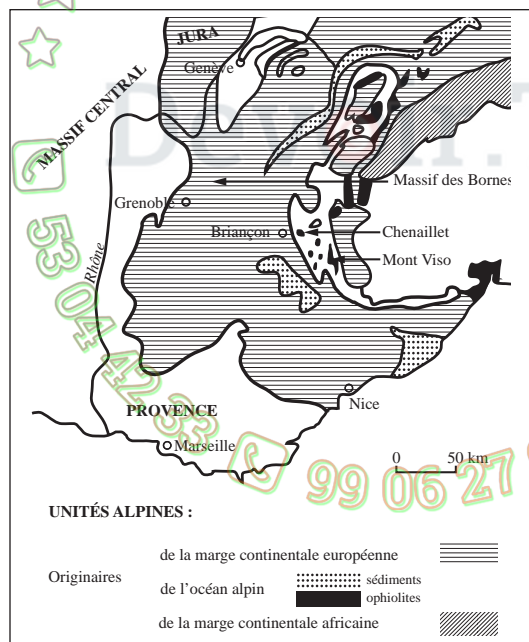 JURA
Genève
MASSIF CENTRAL
Devoir.
Massif des Bornes
Grenoble
Briançon
Chenaillet
Mont Viso
Rhône
53 04 42 33
99 06 27
Nice
PROVENCE
Marseille
0 50 km
UNITÉS ALPINES :
de la marge continentale européenne
Originaires
de l'océan alpin
sédiments
ophiolites
de la marge continentale africaine